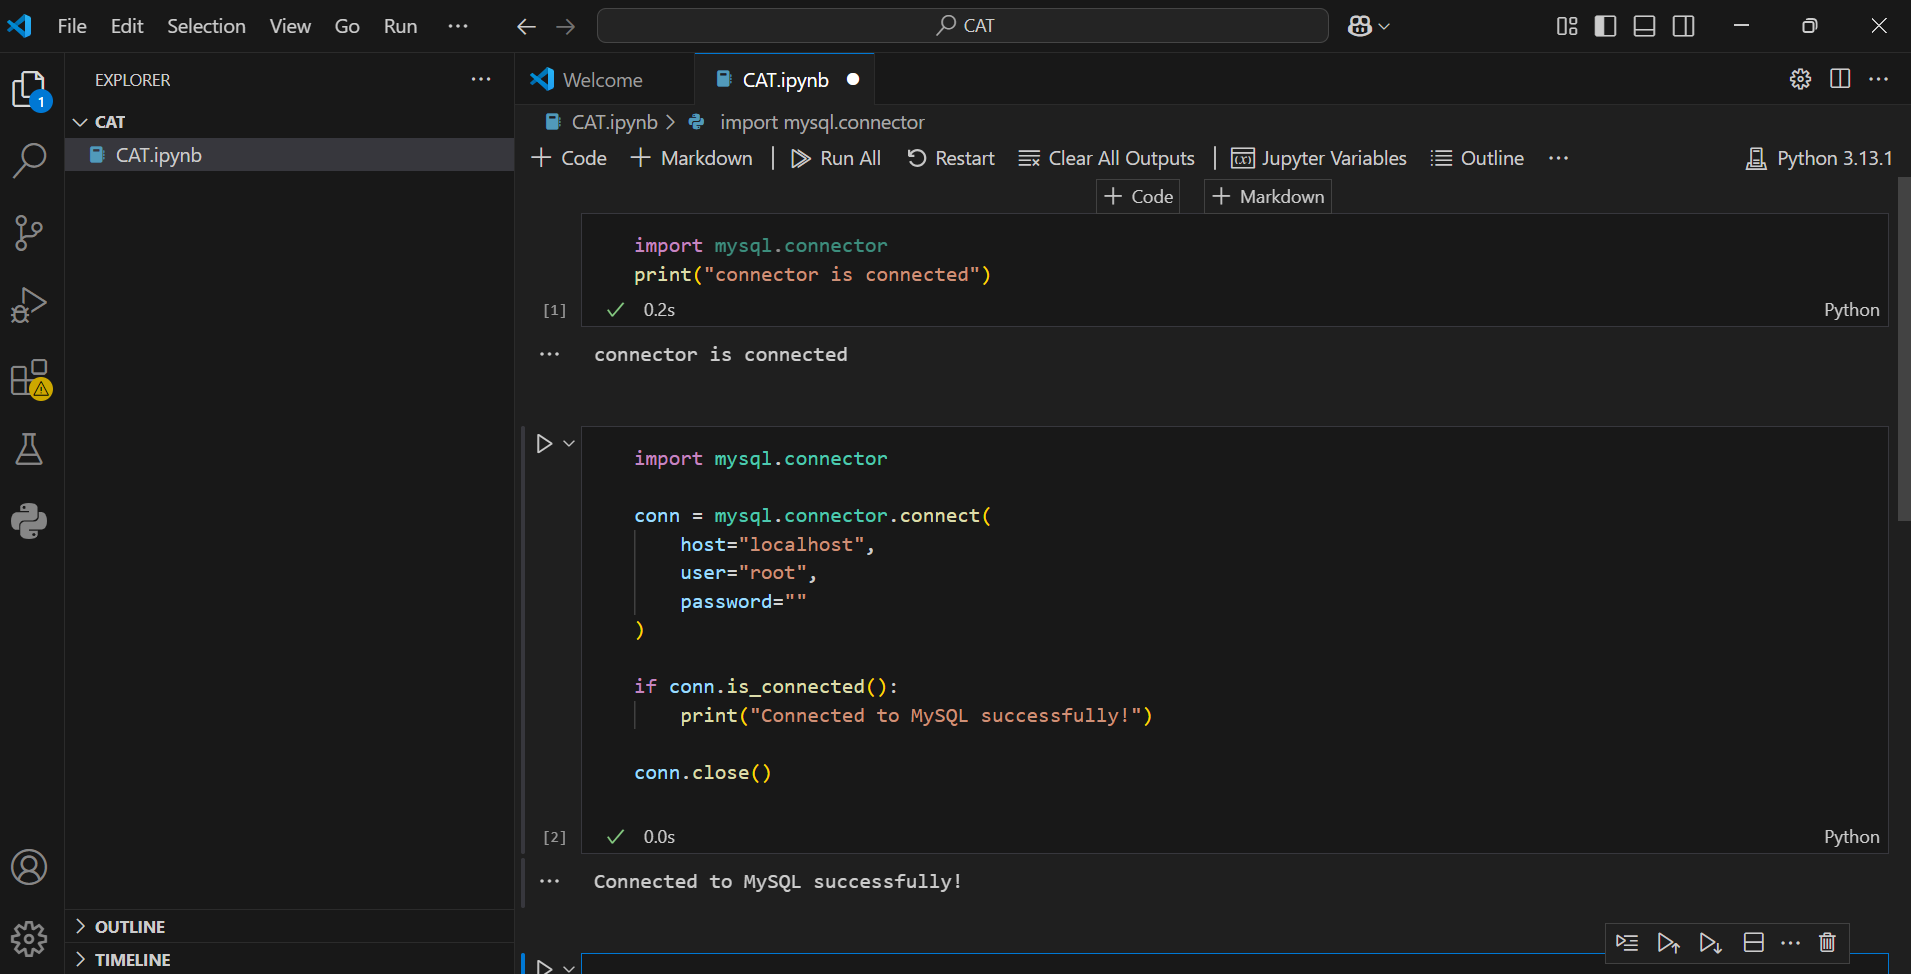 File Edit Selection View Go Run ··· CAT
EXPLORER ···
1
CAT
CAT.ipynb
OUTLINE
TIMELINE
Welcome CAT.ipynb
CAT.ipynb > import mysql.connector
+ Code + Markdown | Run All Restart Clear All Outputs | Jupyter Variables Outline ··· Python 3.13.1
+ Code + Markdown
import mysql.connector
print("connector is connected")
[1] ✓ 0.2s Python
··· connector is connected
import mysql.connector
conn = mysql.connector.connect(
    host="localhost",
    user="root",
    password=""
)
if conn.is_connected():
    print("Connected to MySQL successfully!")
conn.close()
[2] ✓ 0.0s Python
··· Connected to MySQL successfully!